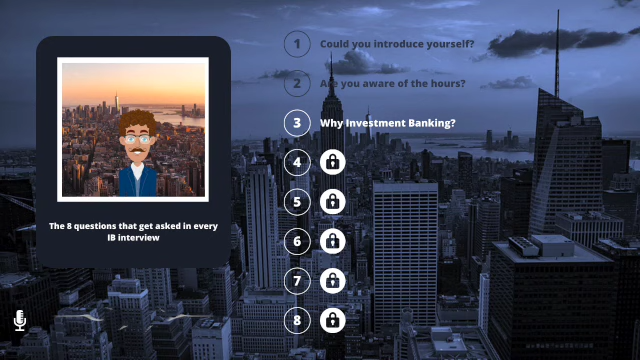 1 Could you introduce yourself?
2 Are you aware of the hours?
3 Why Investment Banking?
4
5
6
7
8
The 8 questions that get asked in every
IB interview